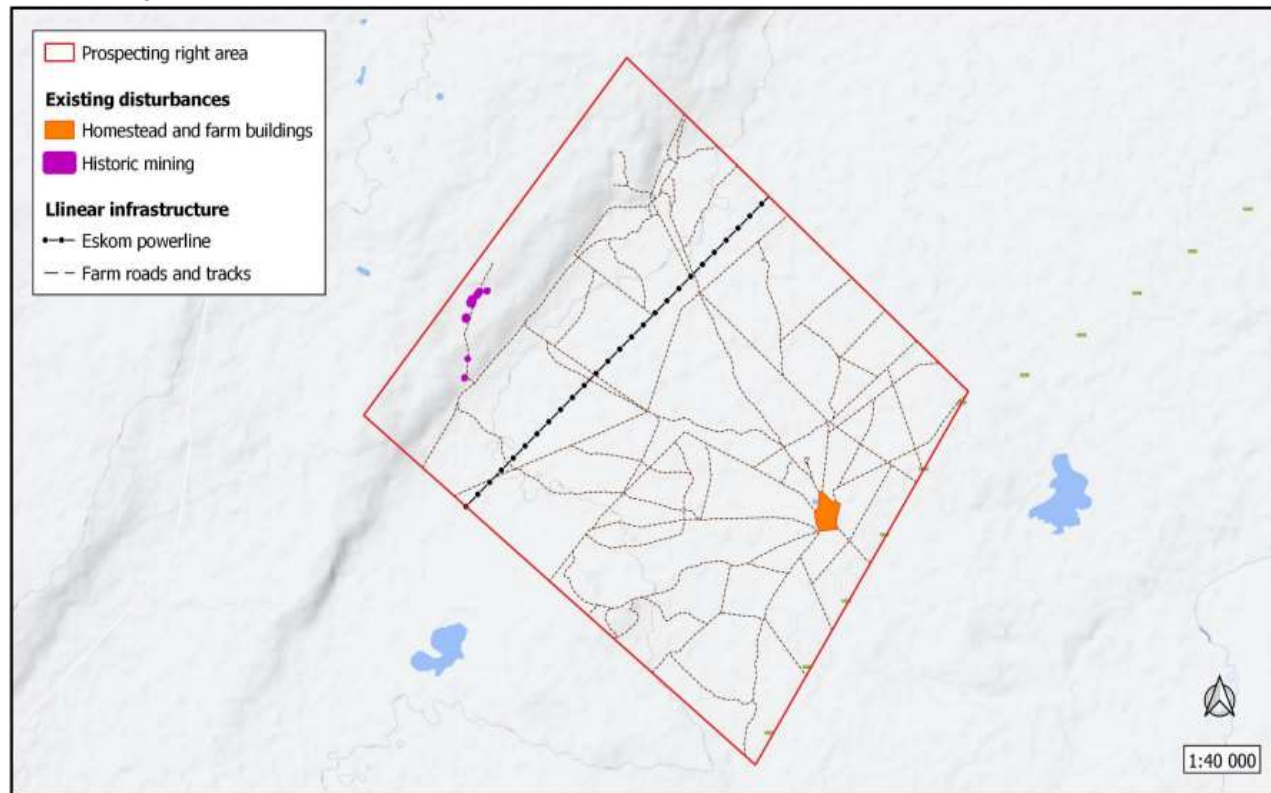 Prospecting right area
Existing disturbances
Homestead and farm buildings
Historic mining
Llinear infrastructure
Eskom powerline
Farm roads and tracks
1:40 000